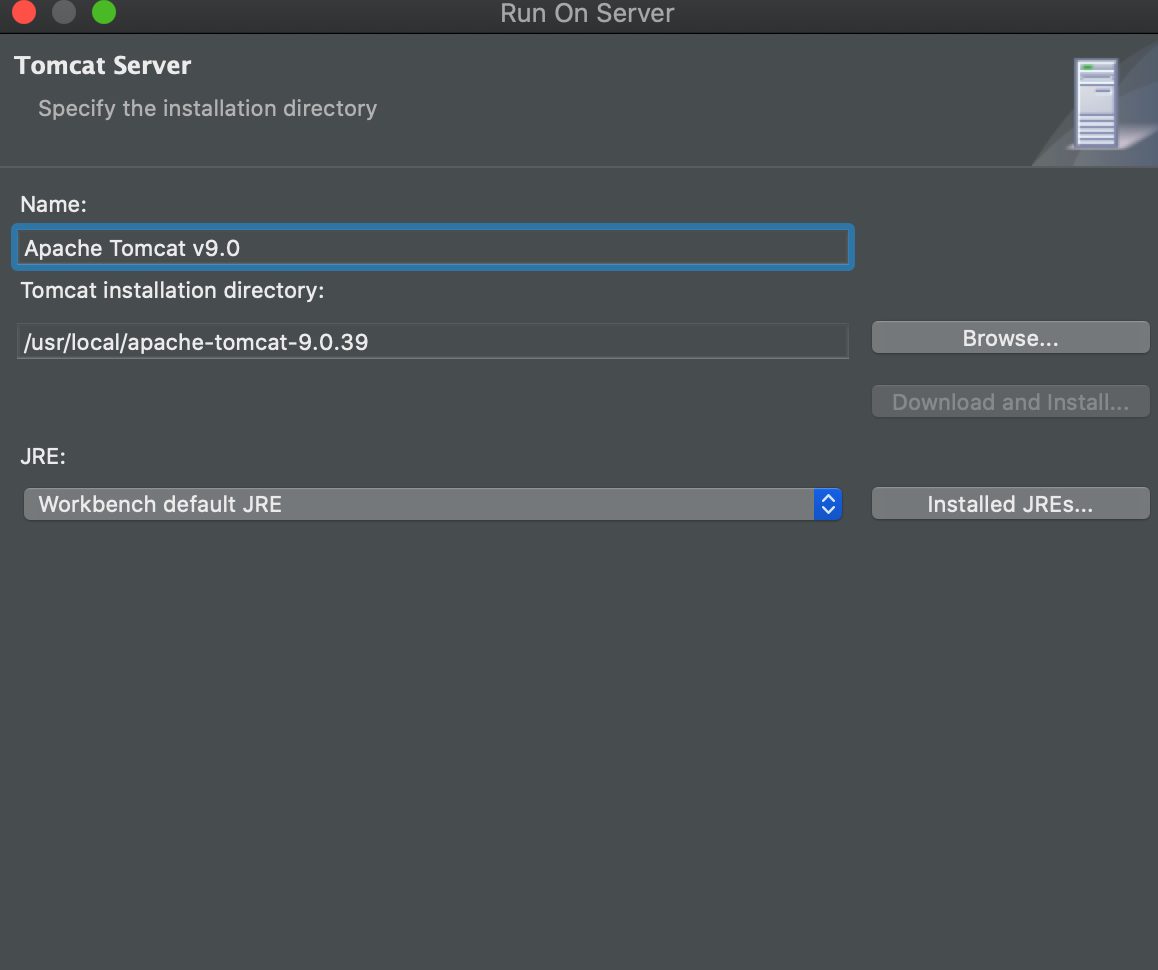 Run On Server
Tomcat Server
Specify the installation directory
Name:
Apache Tomcat v9.0
Tomcat installation directory:
/usr/local/apache-tomcat-9.0.39
Browse...
Download and Install...
JRE:
Workbench default JRE
Installed JREs...